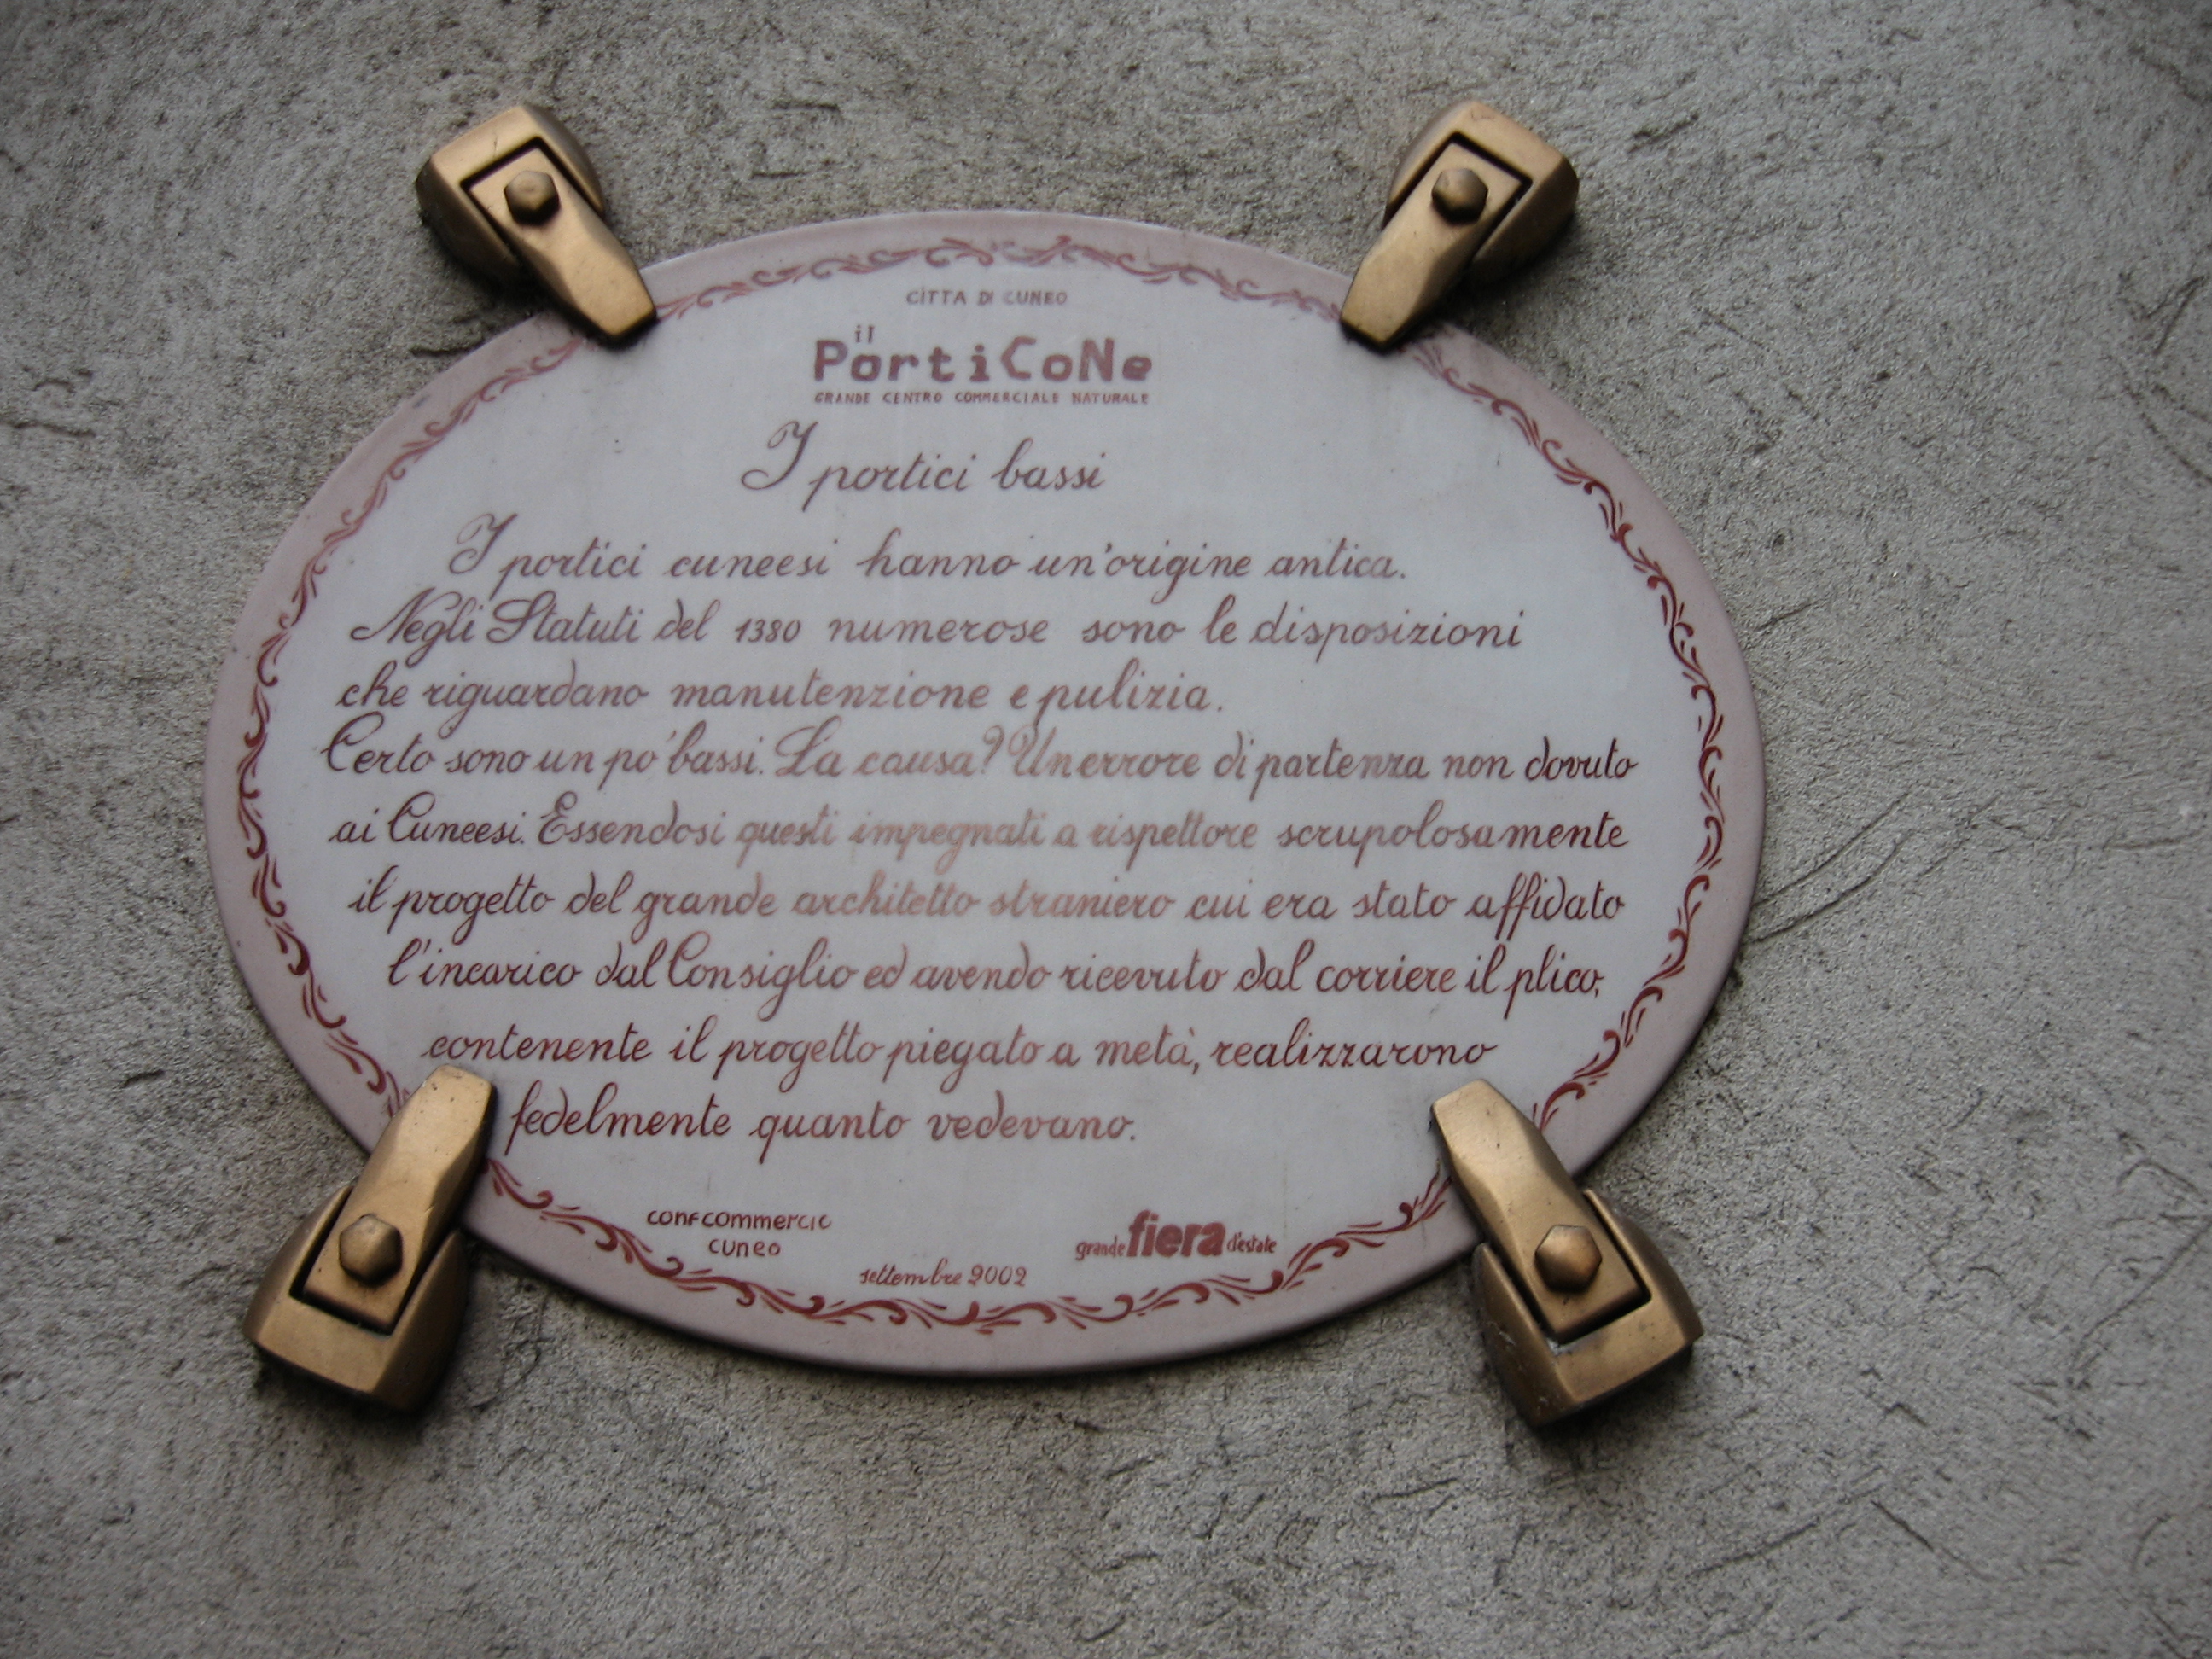 CITTA DI CUNEO
il
PortiCoNe
GRANDE CENTRO COMMERCIALE NATURALE
I portici bassi
I portici cuneesi hanno un'origine antica.
Negli Statuti del 1380 numerose sono le disposizioni
che riguardano manutenzione e pulizia.
Certo sono un po' bassi. La causa? Un errore di partenza non dovuto
ai Cuneesi. Essendosi questi impegnati a rispettore scrupolosamente
il progetto del grande architetto straniero cui era stato affidato
l'incarico dal Consiglio ed avendo ricevuto dal corriere il plico,
contenente il progetto piegato a metà, realizzarono
fedelmente quanto vedevano.
confcommercio
cuneo
grande fiera d'estate
settembre 2002